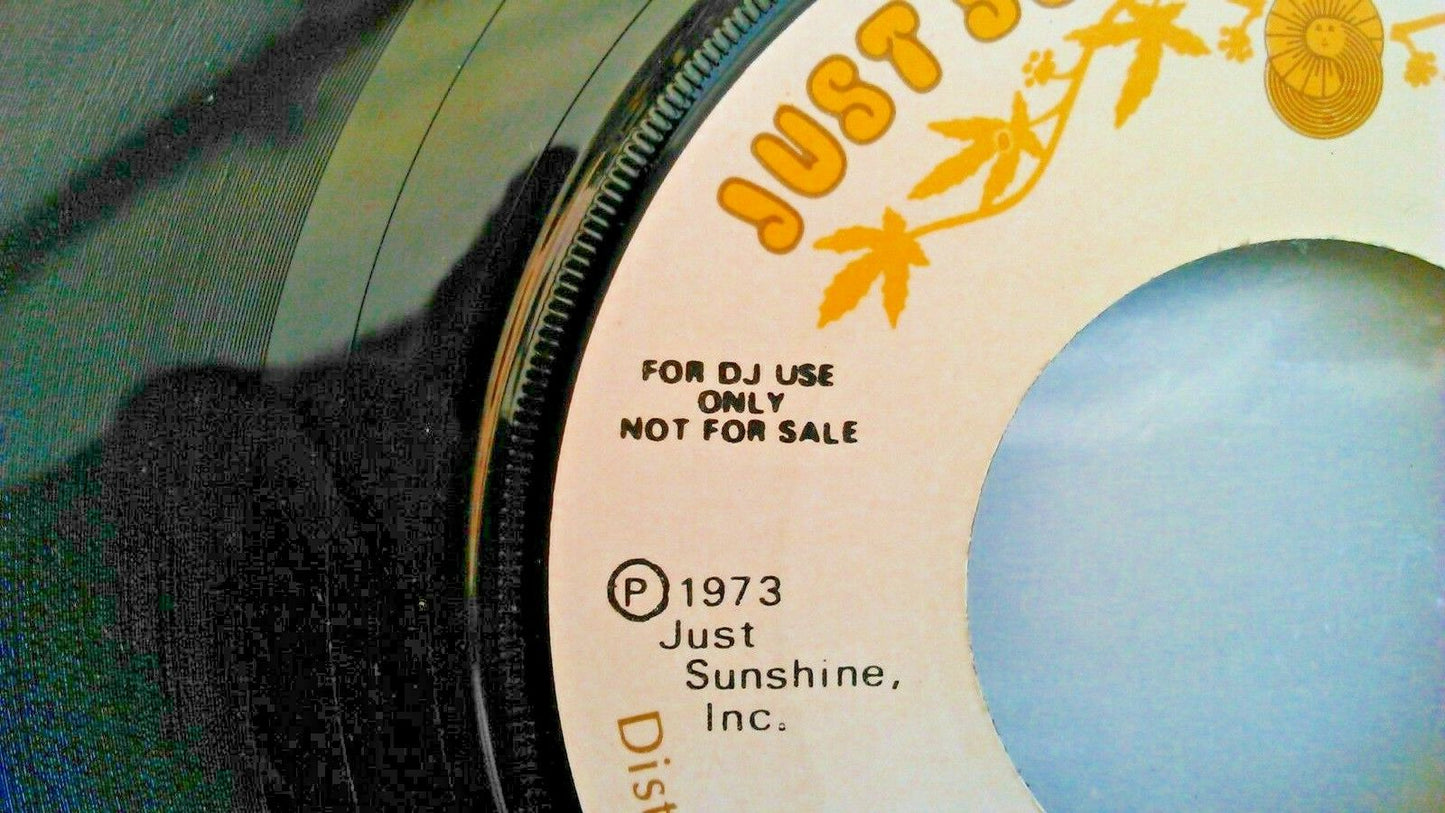 JUST
FOR DJ USE
ONLY
NOT FOR SALE
Ⓟ 1973
Just
Sunshine,
Inc.
Dist